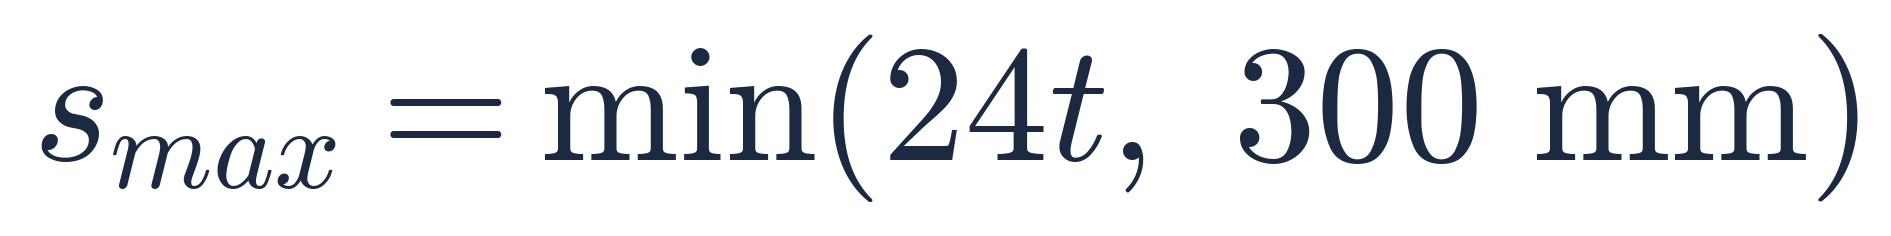 s_{max} = min(24t, 300 mm)